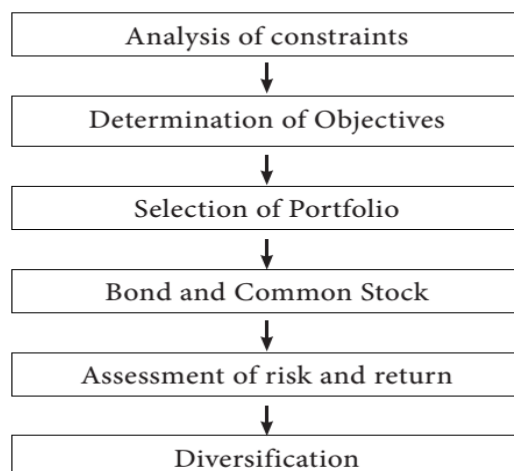 Analysis of constraints
Determination of Objectives
Selection of Portfolio
Bond and Common Stock
Assessment of risk and return
Diversification